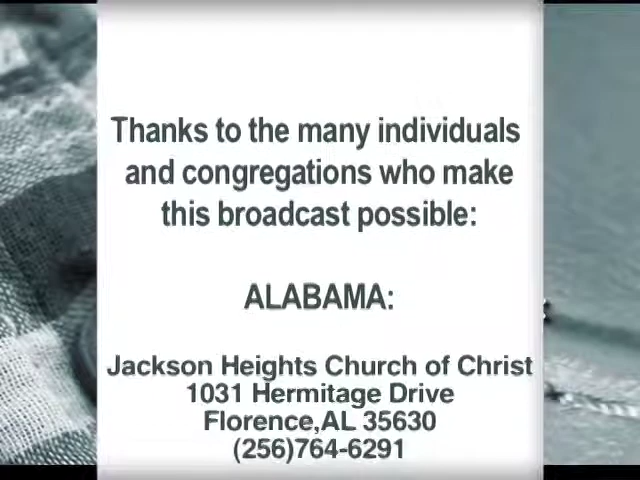 Thanks to the many individuals
and congregations who make
this broadcast possible:
ALABAMA:
Jackson Heights Church of Christ
1031 Hermitage Drive
Florence,AL 35630
(256)764-6291